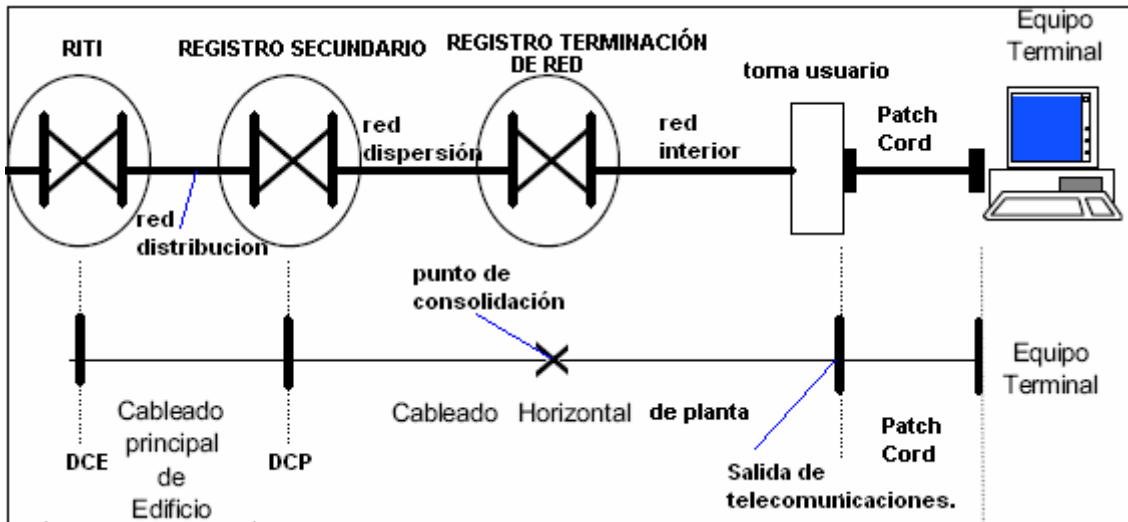 RITI
REGISTRO SECUNDARIO
REGISTRO TERMINACIÓN
DE RED
toma usuario
Equipo
Terminal
red
dispersión
red
interior
Patch
Cord
red
distribucion
punto de
consolidación
Equipo
Terminal
Cableado
principal
de
Edificio
DCE
DCP
Cableado Horizontal de planta
Patch
Cord
Salida de
telecomunicaciones.